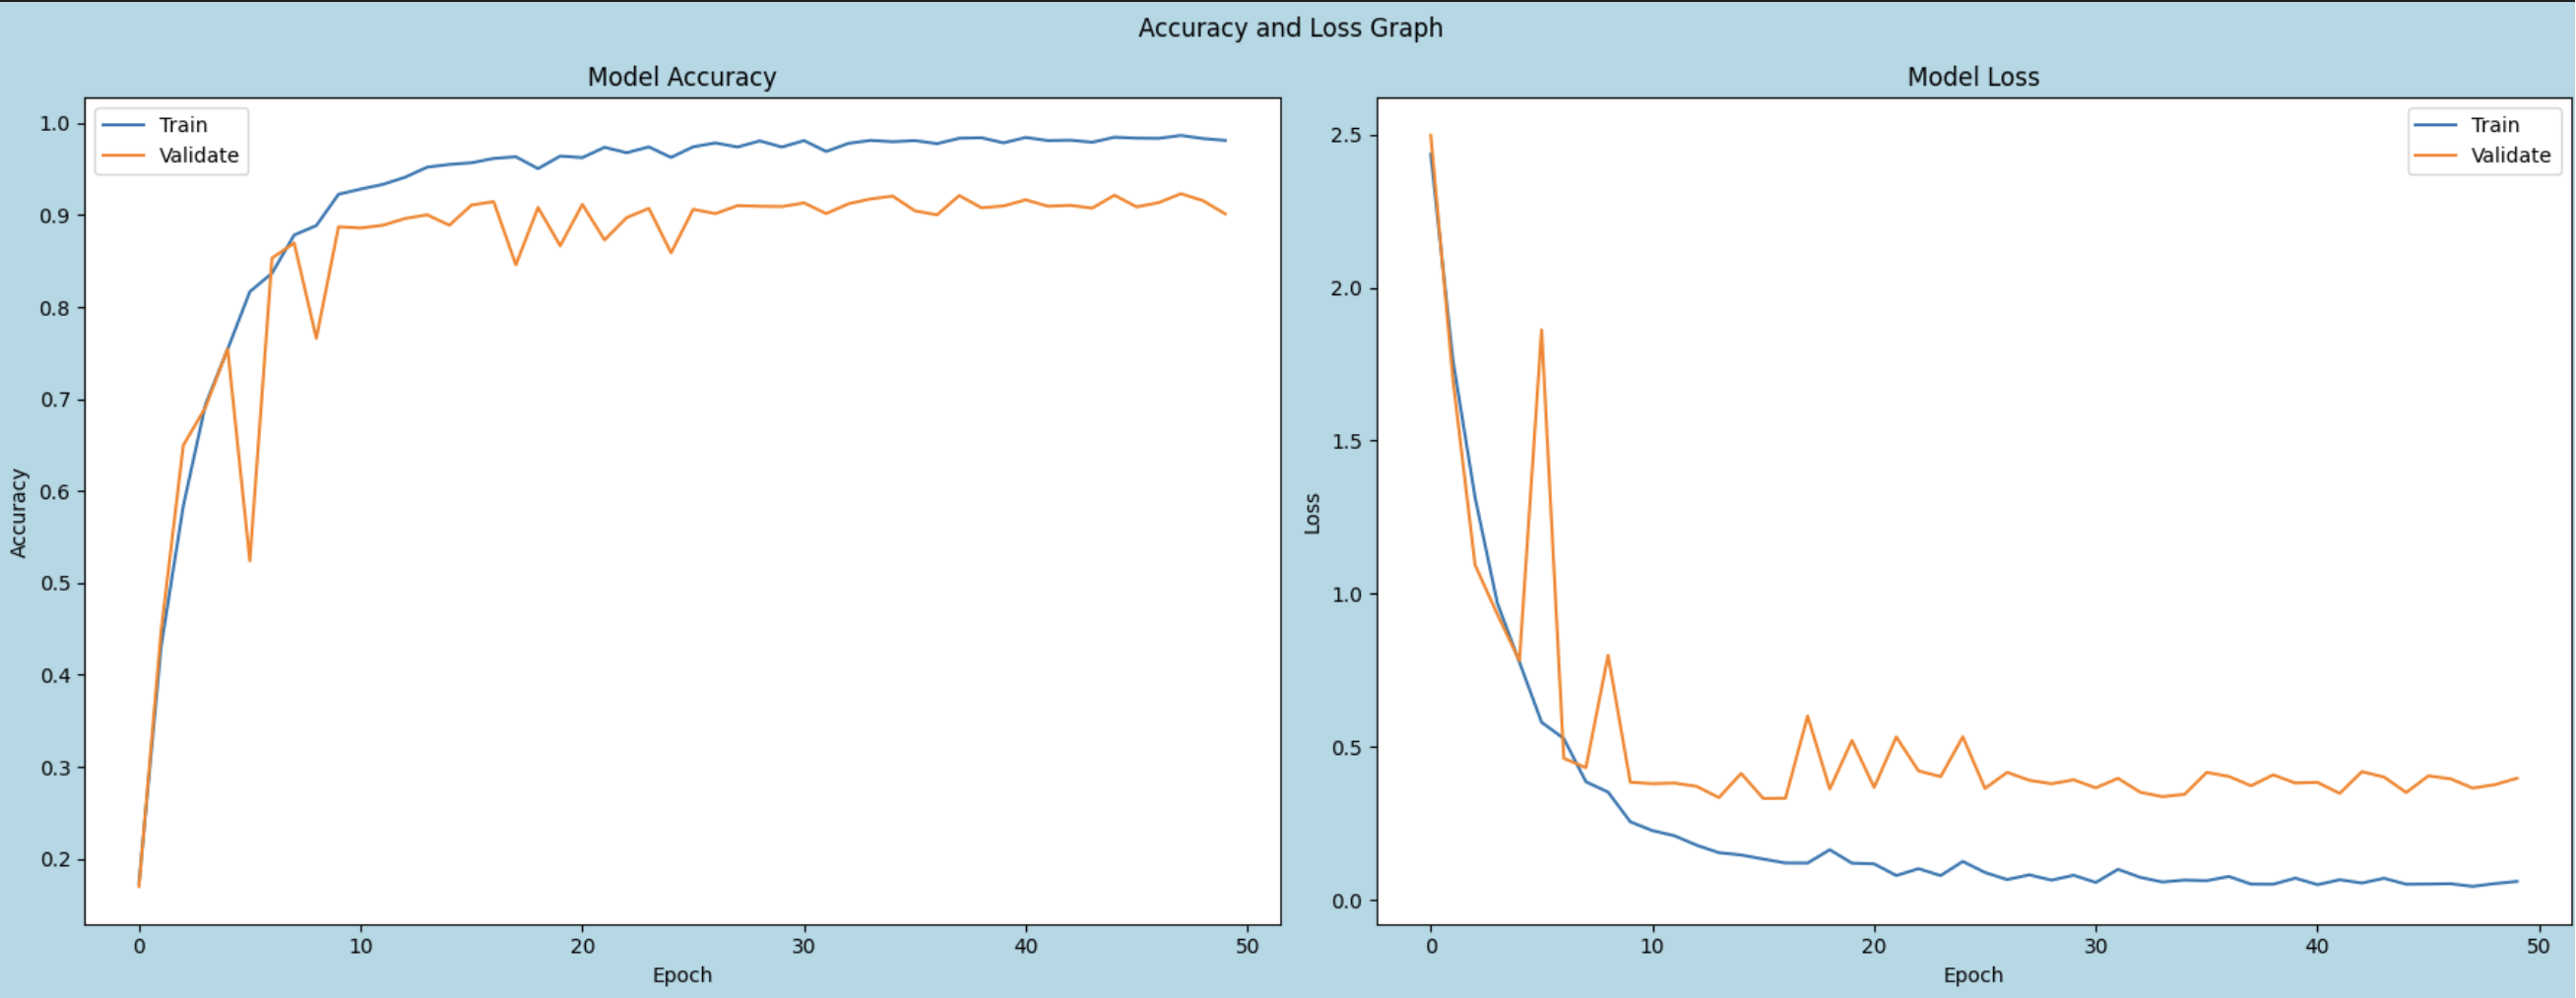 Accuracy and Loss Graph
Model Accuracy
Train
Validate
1.0
0.9
0.8
0.7
0.6
0.5
0.4
0.3
0.2
Accuracy
0 10 20 30 40 50
Epoch
Model Loss
Train
Validate
2.5
2.0
1.5
1.0
0.5
0.0
Loss
0 10 20 30 40 50
Epoch